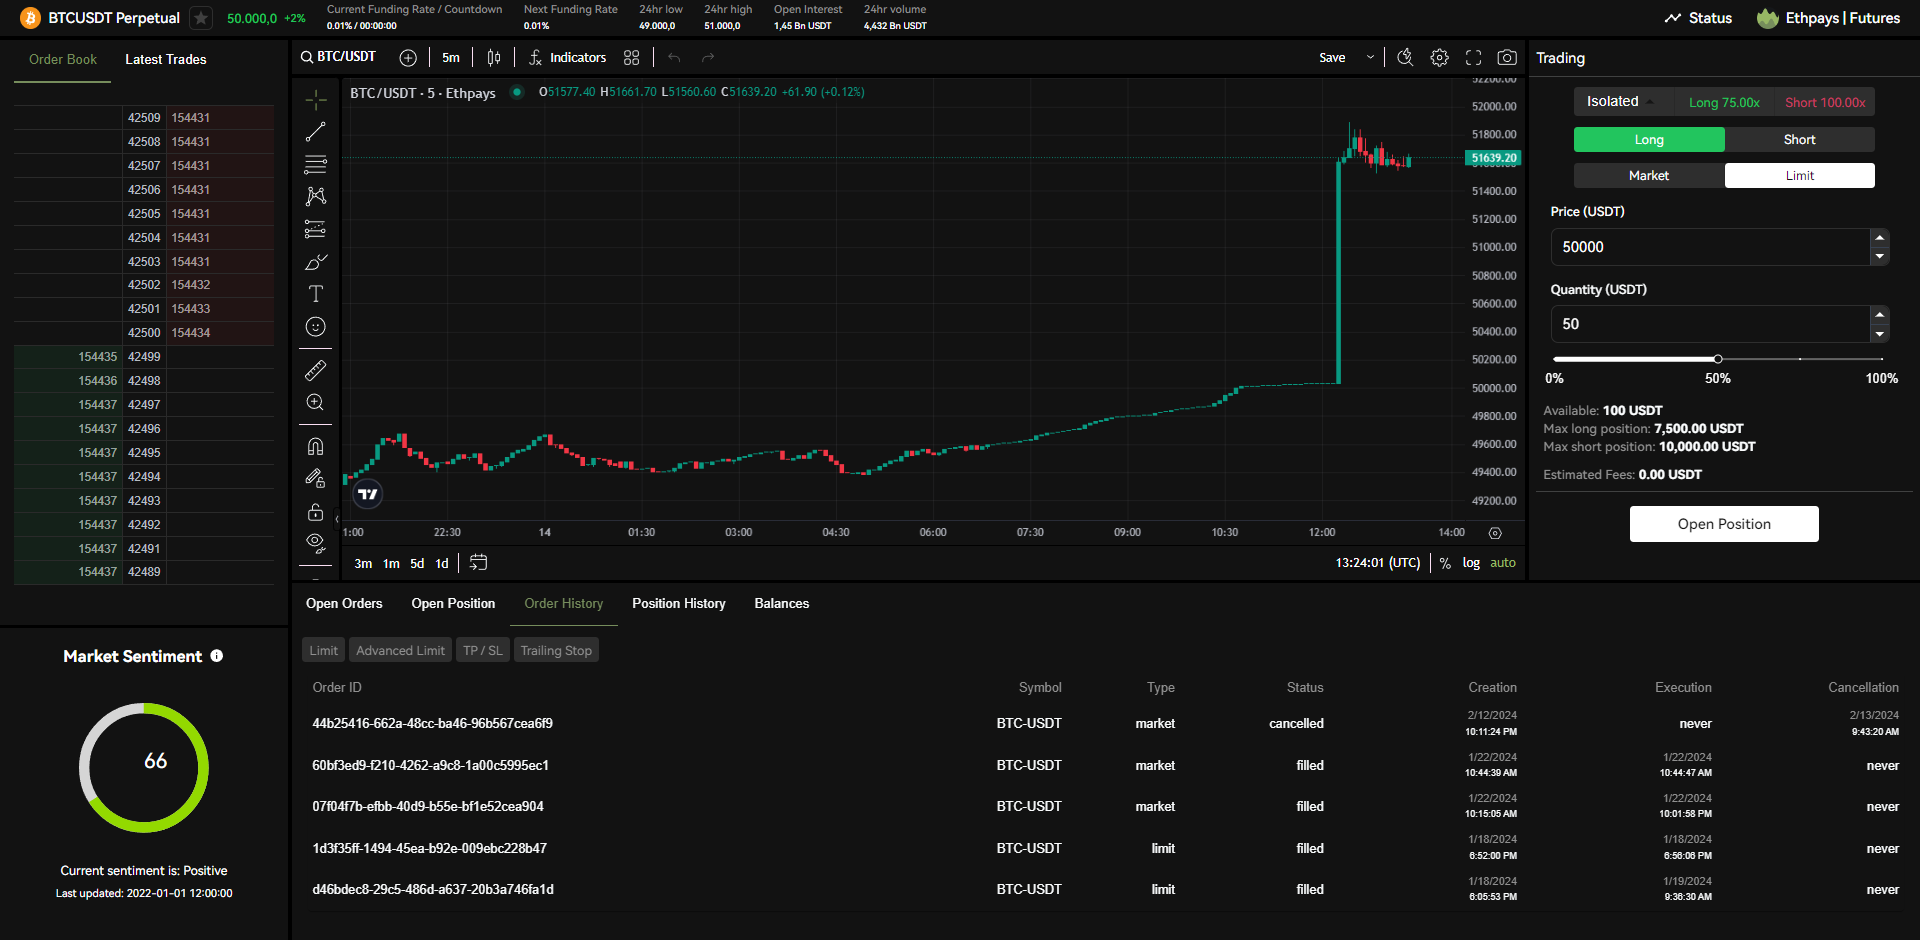 BTCUSDT Perpetual
50.000,0 +2%
Current Funding Rate / Countdown
0.01% / 00:00:00
Next Funding Rate
0.01%
24hr low
49.000,0
24hr high
51.000,0
Open Interest
1,45 Bn USDT
24hr volume
4,432 Bn USDT
Status
Ethpays | Futures
Order Book
Latest Trades
42509 154431
42508 154431
42507 154431
42506 154431
42505 154431
42504 154431
42503 154431
42502 154432
42501 154433
42500 154434
154435 42499
154436 42498
154437 42497
154437 42496
154437 42495
154437 42494
154437 42493
154437 42492
154437 42491
154437 42489
Market Sentiment
66
Current sentiment is: Positive
Last updated: 2022-01-01 12:00:00
BTC/USDT
5m
Indicators
Save
BTC/USDT · 5 · Ethpays
O51577.40 H51661.70 L51560.60 C51639.20 +61.90 (+0.12%)
52200.00
52000.00
51800.00
51639.20
51400.00
51200.00
51000.00
50800.00
50600.00
50400.00
50200.00
50000.00
49800.00
49600.00
49400.00
49200.00
1:00 22:30 14 01:30 03:00 04:30 06:00 07:30 09:00 10:30 12:00 14:00
3m 1m 5d 1d
13:24:01 (UTC) % log auto
Trading
Isolated
Long 75.00x
Short 100.00x
Long
Short
Market
Limit
Price (USDT)
50000
Quantity (USDT)
50
0% 50% 100%
Available: 100 USDT
Max long position: 7,500.00 USDT
Max short position: 10,000.00 USDT
Estimated Fees: 0.00 USDT
Open Position
Open Orders
Open Position
Order History
Position History
Balances
Limit
Advanced Limit
TP / SL
Trailing Stop
Order ID Symbol Type Status Creation Execution Cancellation
44b25416-662a-48cc-ba46-96b567cea6f9 BTC-USDT market cancelled 2/12/2024 10:11:24 PM never 2/13/2024 9:43:20 AM
60bf3ed9-f210-4262-a9c8-1a00c5995ec1 BTC-USDT market filled 1/22/2024 10:44:39 AM 1/22/2024 10:44:47 AM never
07f04f7b-efbb-40d9-b55e-bf1e52cea904 BTC-USDT market filled 1/22/2024 10:15:05 AM 1/22/2024 10:01:58 PM never
1d3f35ff-1494-45ea-b92e-009ebc228b47 BTC-USDT limit filled 1/18/2024 6:52:00 PM 1/18/2024 6:56:06 PM never
d46bdec8-29c5-486d-a637-20b3a746fa1d BTC-USDT limit filled 1/18/2024 6:05:53 PM 1/19/2024 9:36:30 AM never